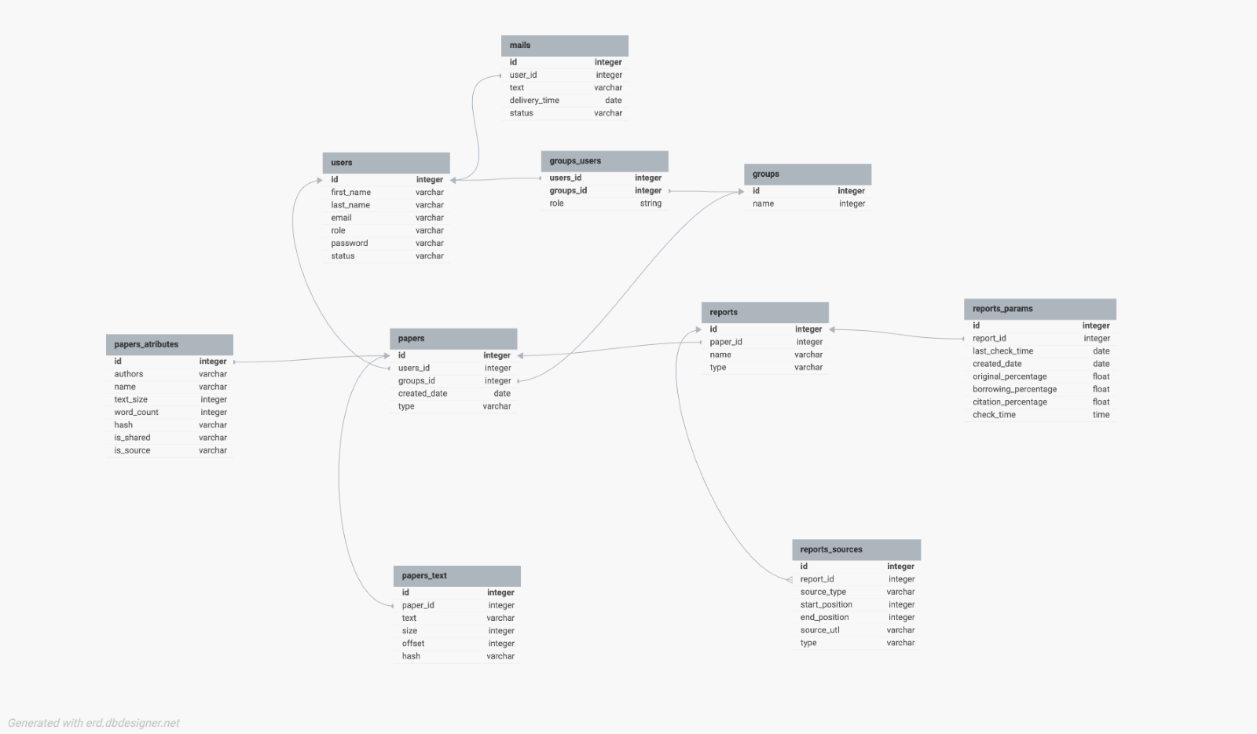 mails
id integer
user_id integer
text varchar
delivery_time date
status varchar
users
id integer
first_name varchar
last_name varchar
email varchar
role varchar
password varchar
status varchar
groups_users
users_id integer
groups_id integer
role string
groups
id integer
name integer
papers_atributes
id integer
authors varchar
name varchar
text_size integer
word_count integer
hash varchar
is_shared varchar
is_source varchar
papers
id integer
users_id integer
groups_id integer
created_date date
type varchar
reports
id integer
paper_id integer
name varchar
type varchar
reports_params
id integer
report_id integer
last_check_time date
created_date date
original_percentage float
borrowing_percentage float
citation_percentage float
check_time time
papers_text
id integer
paper_id integer
text varchar
size integer
offset integer
hash varchar
reports_sources
id integer
report_id integer
source_type varchar
start_position integer
end_position integer
source_utl varchar
type varchar
Generated with erd.dbdesigner.net